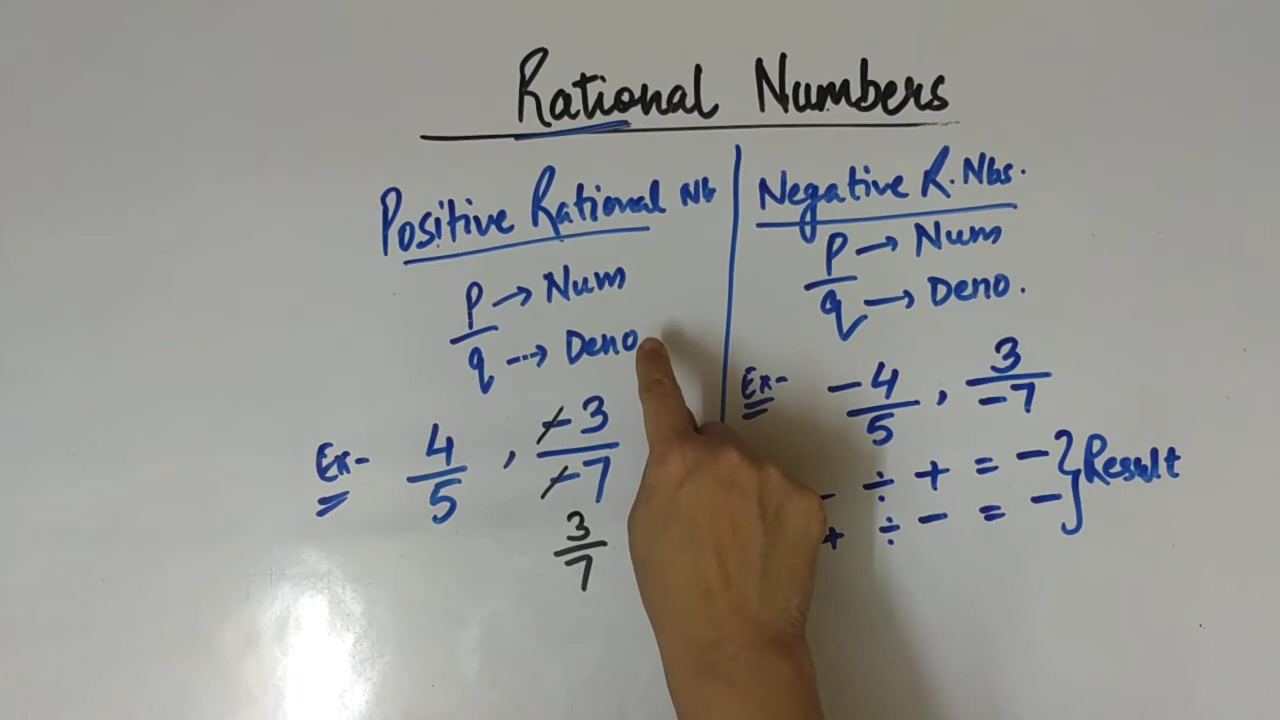 Rational Numbers
Positive Rational Nb
P → Num
q → Deno
Ex- 4/5 , -3/-7
3/7
Negative R. Nbs.
P → Num
q → Deno.
Ex- -4/5 , 3/-7
- ÷ + = -
+ ÷ - = -
} Result